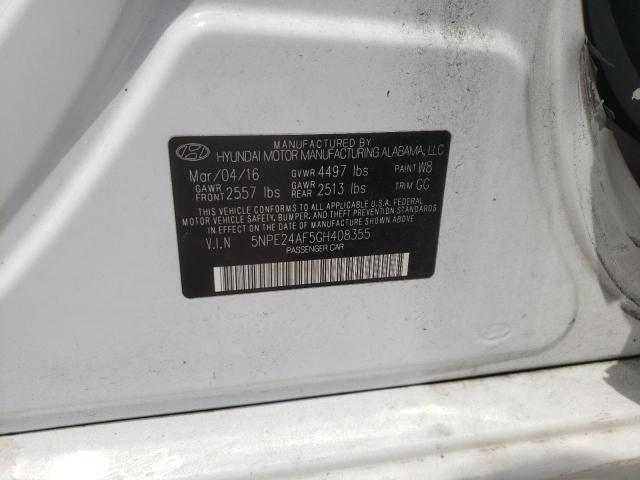 MANUFACTURED BY
HYUNDAI MOTOR MANUFACTURING ALABAMA, LLC
Mar/04/16 GVWR 4497 lbs PAINT W8
GAWR FRONT 2557 lbs GAWR REAR 2513 lbs TRIM GG
THIS VEHICLE CONFORMS TO ALL APPLICABLE U.S.A FEDERAL
MOTOR VEHICLE SAFETY, BUMPER, AND THEFT PREVENTION
STANDARDS IN EFFECT ON THE DATE OF MANUFACTURE SHOWN ABOVE
V.I.N 5NPE24AF5GH408355
PASSENGER CAR